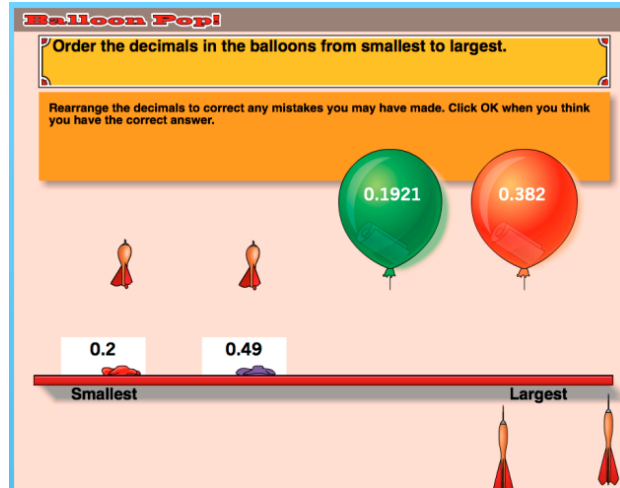 Balloon Pop!
Order the decimals in the balloons from smallest to largest.
Rearrange the decimals to correct any mistakes you may have made. Click OK when you think
you have the correct answer.
0.1921 0.382
0.2 0.49
Smallest Largest